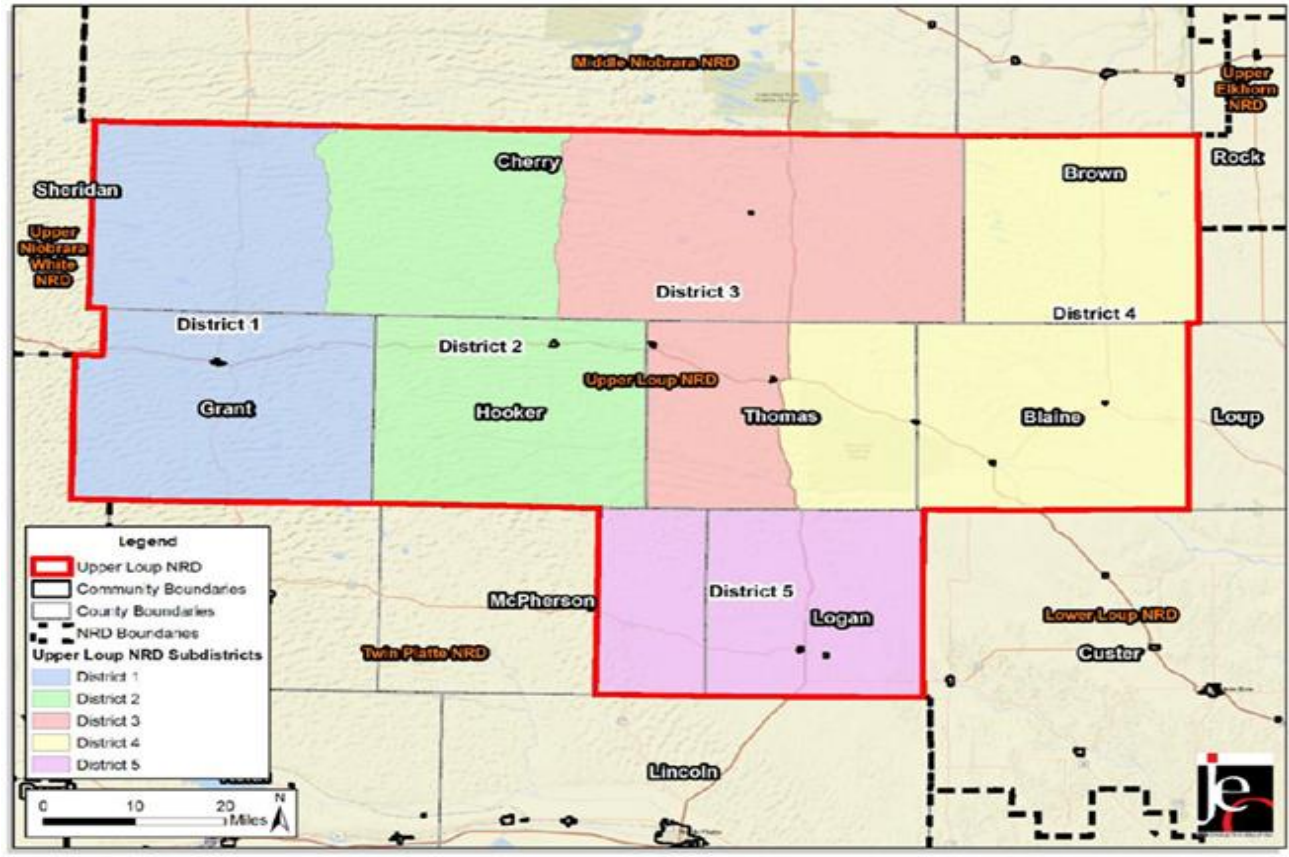 Middle Niobrara NRD
Upper
Elkhorn
NRD
Cherry
Rock
Brown
Sheridan
Upper
Niobrara
White
NRD
District 3
District 4
District 1
District 2
Upper Loup NRD
Grant
Hooker
Thomas
Blaine
Loup
Legend
Upper Loup NRD
Community Boundaries
County Boundaries
NRD Boundaries
Upper Loup NRD Subdistricts
District 1
District 2
District 3
District 4
District 5
McPherson
District 5
Logan
Lower Loup NRD
Twin Platte NRD
Custer
Lincoln
0 10 20
Miles
N
je